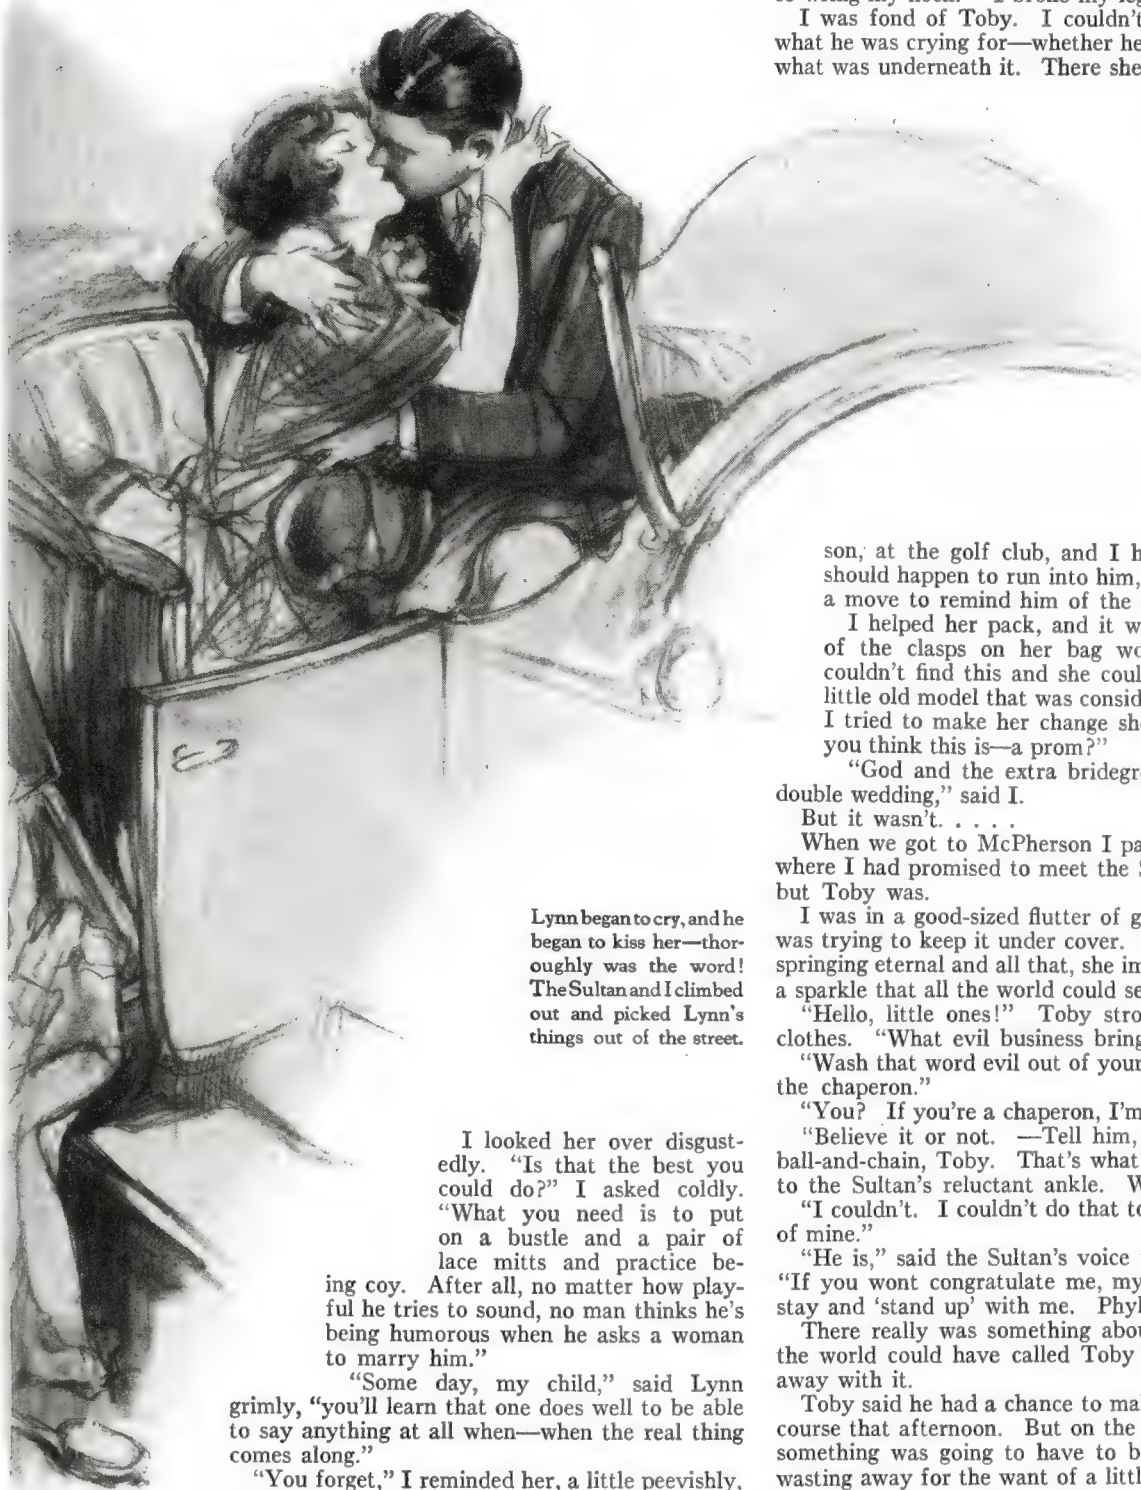 Lynn began to cry, and he
began to kiss her—thor-
oughly was the word!
The Sultan and I climbed
out and picked Lynn's
things out of the street.
I looked her over disgust-
edly. "Is that the best you
could do?" I asked coldly.
"What you need is to put
on a bustle and a pair of
lace mitts and practice be-
ing coy. After all, no matter how play-
ful he tries to sound, no man thinks he's
being humorous when he asks a woman
to marry him."
"Some day, my child," said Lynn
grimly, "you'll learn that one does well to be able
to say anything at all when—when the real thing
comes along."
"You forget," I reminded her, a little peevishly,
I was fond of Toby. I couldn't
what he was crying for—whether he
what was underneath it. There she
son, at the golf club, and I h
should happen to run into him,
a move to remind him of the
I helped her pack, and it w
of the clasps on her bag wo
couldn't find this and she coul
little old model that was consid
I tried to make her change sh
you think this is—a prom?"
"God and the extra bridegr
double wedding," said I.
But it wasn't. . . . .
When we got to McPherson I pa
where I had promised to meet the S
but Toby was.
I was in a good-sized flutter of g
was trying to keep it under cover.
springing eternal and all that, she im
a sparkle that all the world could se
"Hello, little ones!" Toby stro
clothes. "What evil business bring
"Wash that word evil out of your
the chaperon."
"You? If you're a chaperon, I'm
"Believe it or not. —Tell him,
ball-and-chain, Toby. That's what
to the Sultan's reluctant ankle. W
"I couldn't. I couldn't do that to
of mine."
"He is," said the Sultan's voice
"If you wont congratulate me, my
stay and 'stand up' with me. Phyl
There really was something abou
the world could have called Toby
away with it.
Toby said he had a chance to ma
course that afternoon. But on the
something was going to have to b
wasting away for the want of a littl